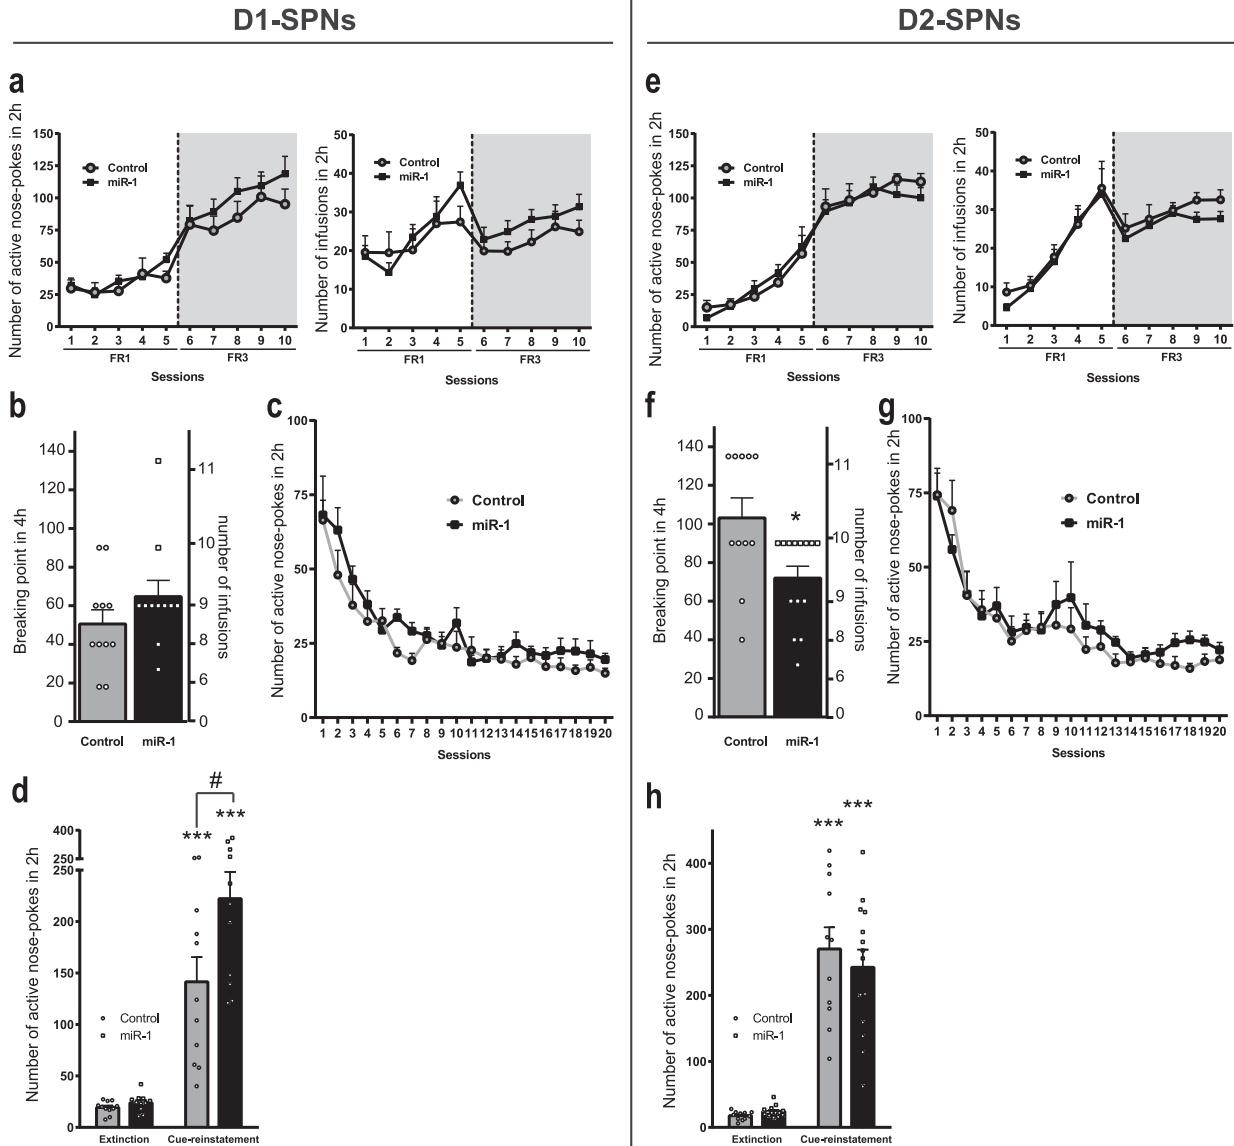 D1-SPNs
D2-SPNs
a
Number of active nose-pokes in 2h
150
125
100
75
50
25
0
Control
miR-1
1 2 3 4 5 6 7 8 9 10
FR1 FR3
Sessions
Number of infusions in 2h
50
40
30
20
10
0
Control
miR-1
1 2 3 4 5 6 7 8 9 10
FR1 FR3
Sessions
e
Number of active nose-pokes in 2h
150
125
100
75
50
25
0
Control
miR-1
1 2 3 4 5 6 7 8 9 10
FR1 FR3
Sessions
Number of infusions in 2h
50
40
30
20
10
0
Control
miR-1
1 2 3 4 5 6 7 8 9 10
FR1 FR3
Sessions
b
Breaking point in 4h
140
120
100
80
60
40
20
0
number of infusions
11
10
9
8
6
0
Control miR-1
c
Number of active nose-pokes in 2h
100
75
50
25
0
Control
miR-1
1 2 3 4 5 6 7 8 9 10 11 12 13 14 15 16 17 18 19 20
Sessions
f
Breaking point in 4h
140
120
100
80
60
40
20
0
*
number of infusions
11
10
9
8
6
0
Control miR-1
g
Number of active nose-pokes in 2h
100
75
50
25
0
Control
miR-1
1 2 3 4 5 6 7 8 9 10 11 12 13 14 15 16 17 18 19 20
Sessions
d
Number of active nose-pokes in 2h
400
250
250
200
150
100
50
0
#
*** ***
Control
miR-1
Extinction Cue-reinstatement
h
Number of active nose-pokes in 2h
400
300
200
100
0
*** ***
Control
miR-1
Extinction Cue-reinstatement